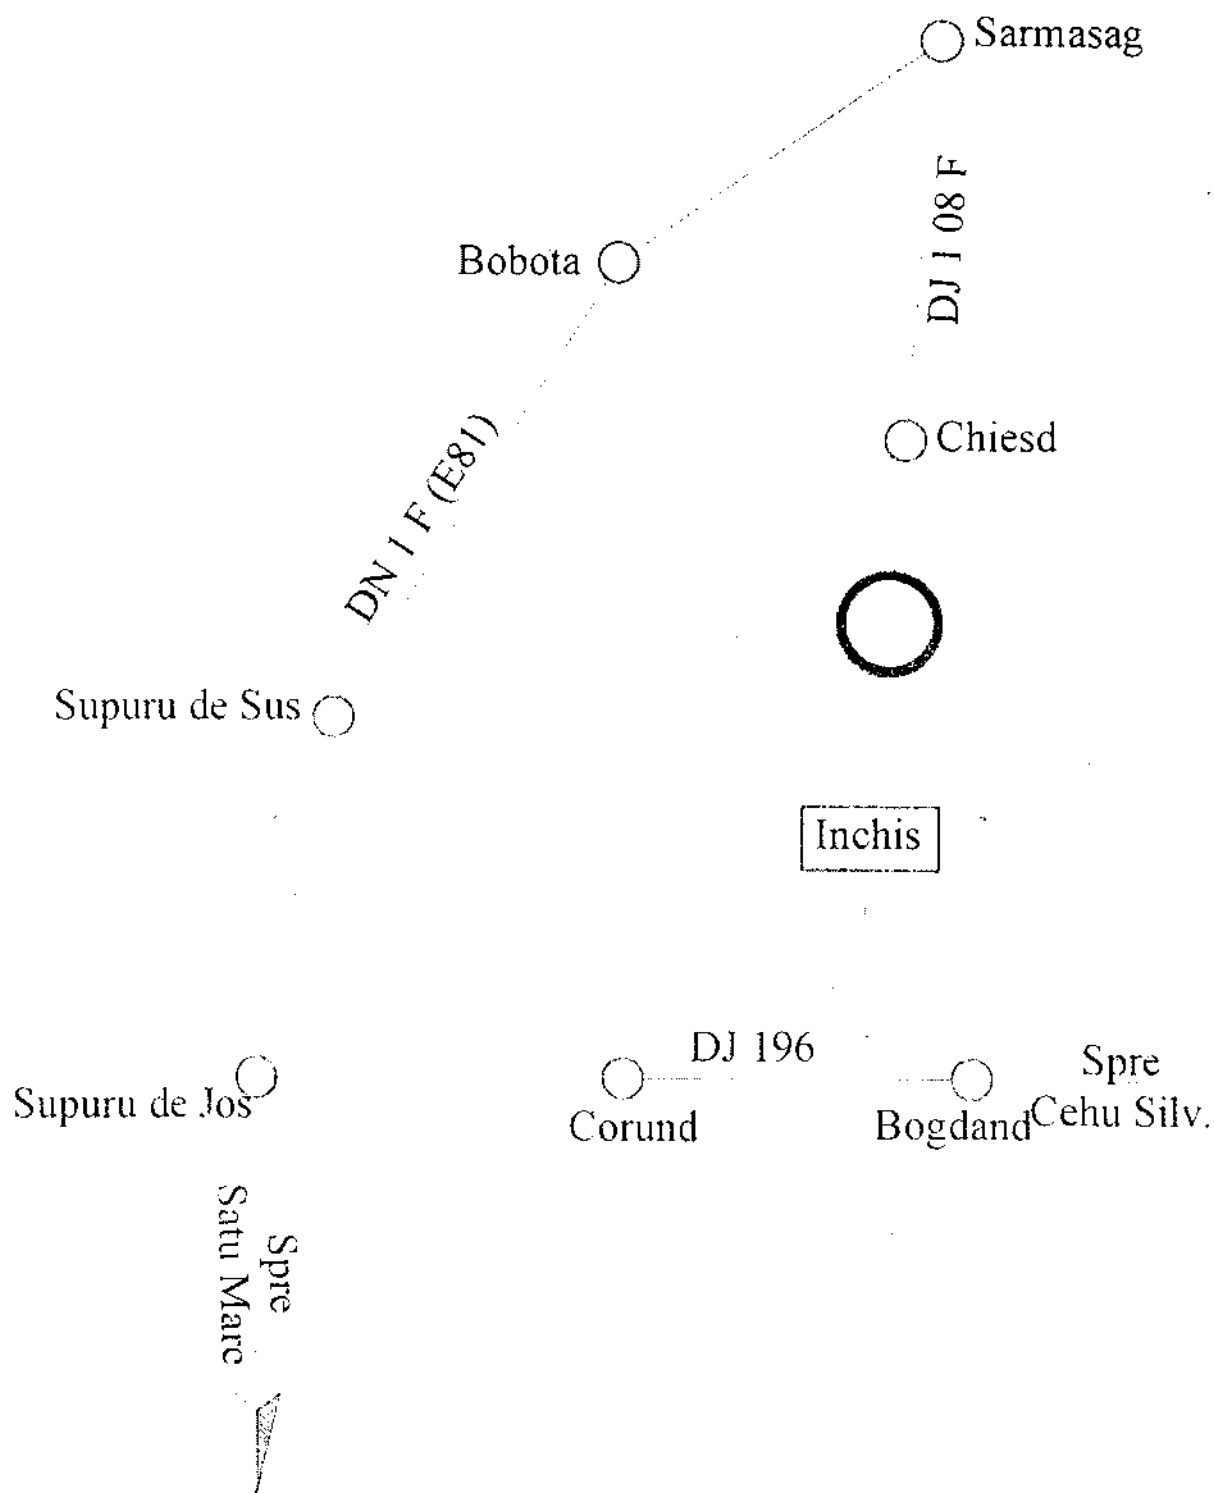 Sarmasag
DJ 1 08 F
Bobota
Chiesd
DN 1 F (E81)
Supuru de Sus
Inchis
DJ 196
Spre
Cehu Silv.
Supuru de Jos
Corund
Bogdand
Spre
Satu Mare